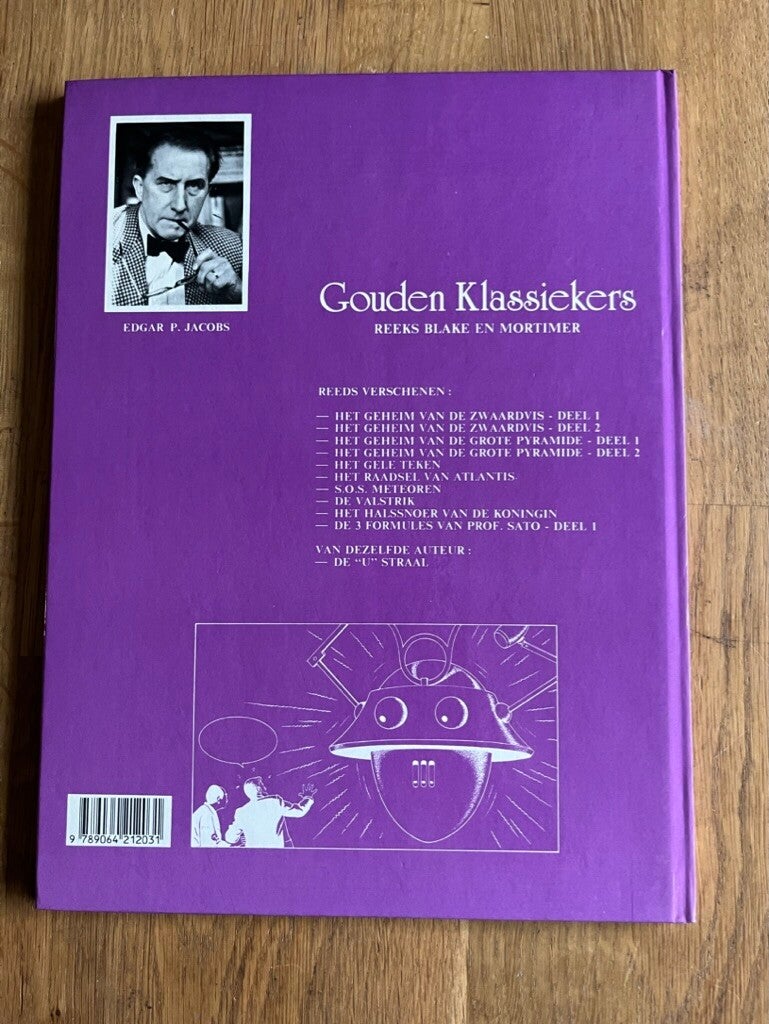 EDGAR P. JACOBS
Gouden Klassiekers
REEKS BLAKE EN MORTIMER
REEDS VERSCHENEN :
— HET GEHEIM VAN DE ZWAARDVIS - DEEL 1
— HET GEHEIM VAN DE ZWAARDVIS - DEEL 2
— HET GEHEIM VAN DE GROTE PYRAMIDE - DEEL 1
— HET GEHEIM VAN DE GROTE PYRAMIDE - DEEL 2
— HET GELE TEKEN
— HET RAADSEL VAN ATLANTIS
— S.O.S. METEOREN
— DE VALSTRIK
— HET HALSSNOER VAN DE KONINGIN
— DE 3 FORMULES VAN PROF. SATO - DEEL 1
VAN DEZELFDE AUTEUR :
— DE “U” STRAAL
9 789064 212031